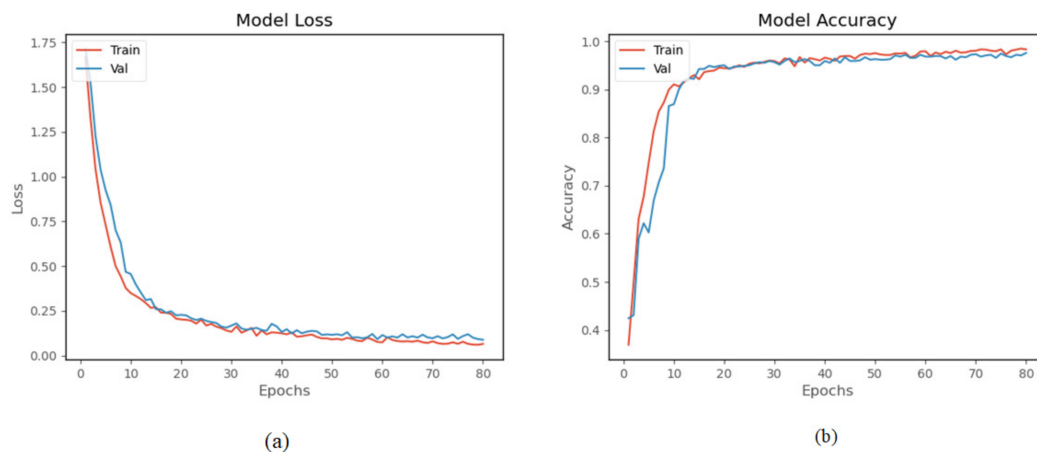 Model Loss
Train
Val
1.75
1.50
1.25
1.00
0.75
0.50
0.25
0.00
Loss
0 10 20 30 40 50 60 70 80
Epochs
(a)
Model Accuracy
Train
Val
1.0
0.9
0.8
0.7
0.6
0.5
0.4
Accuracy
0 10 20 30 40 50 60 70 80
Epochs
(b)